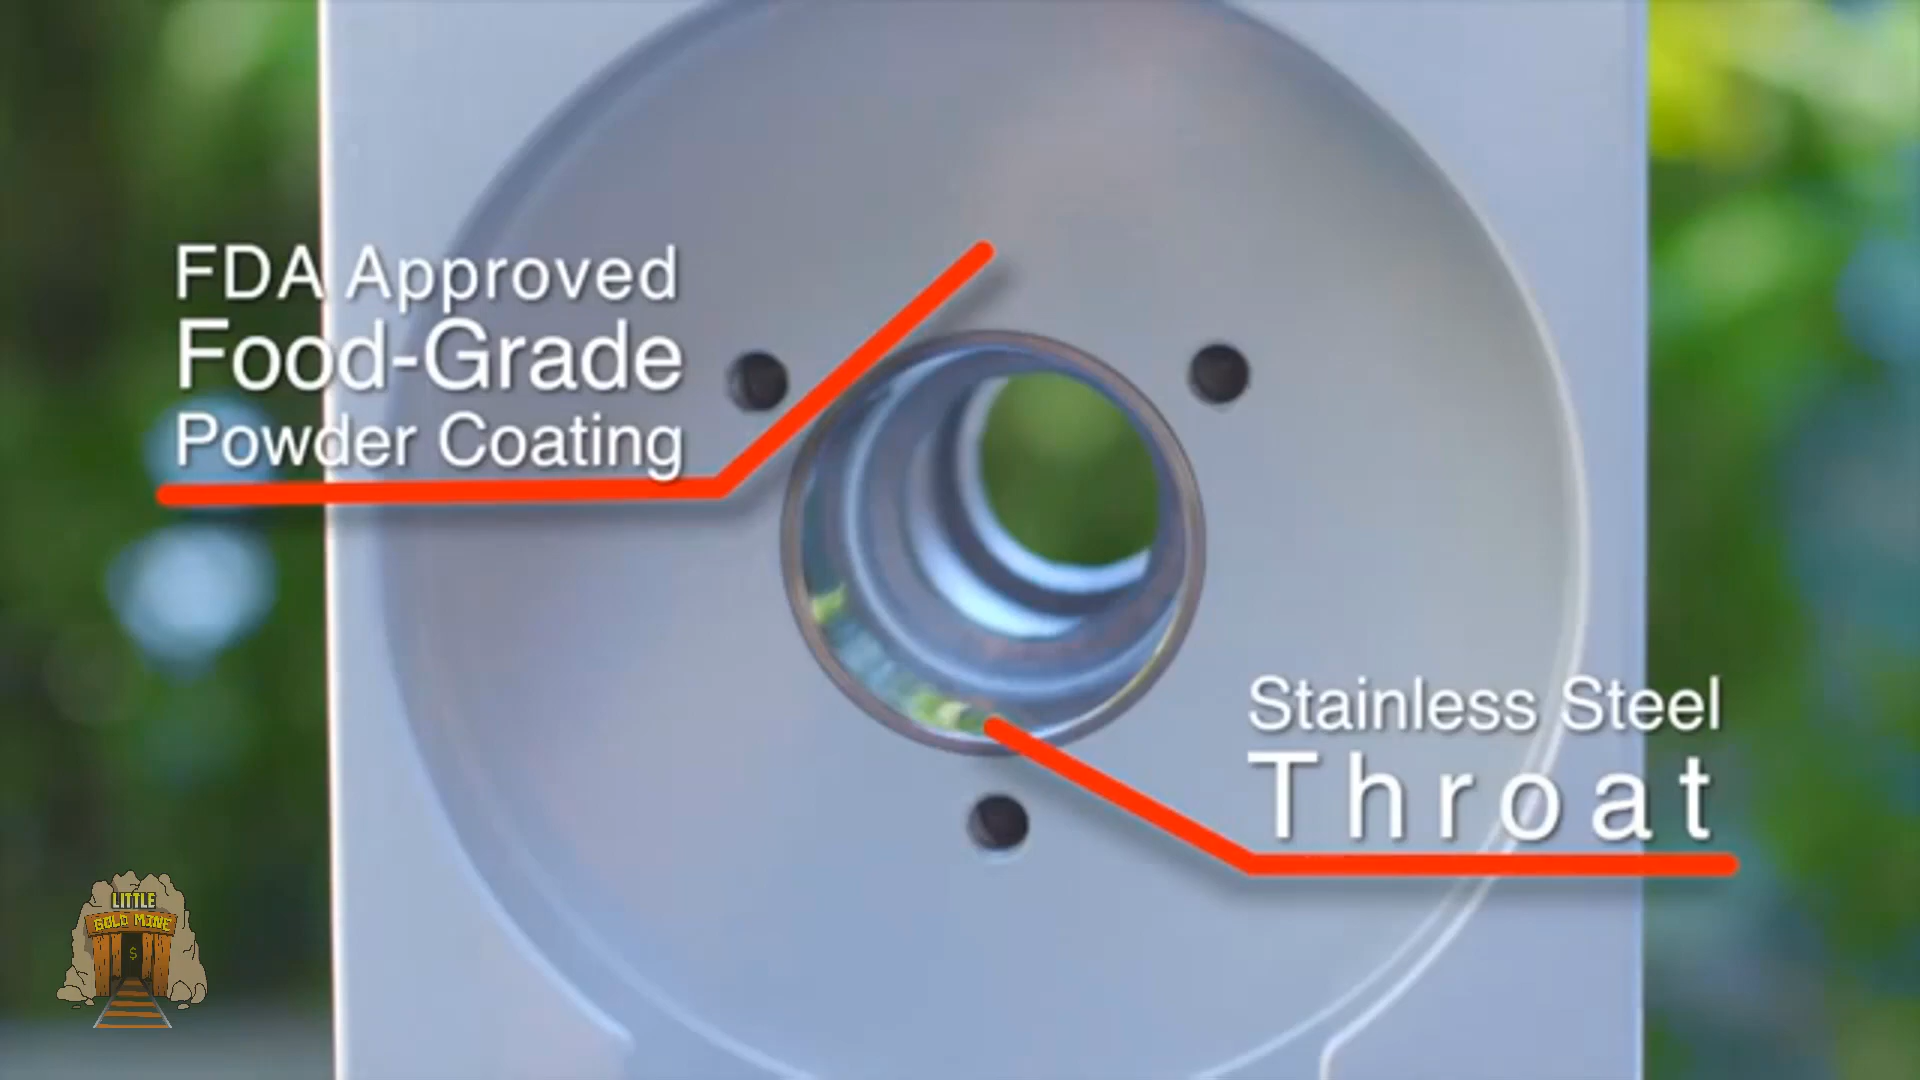 FDA Approved
Food-Grade
Powder Coating
Stainless Steel
Throat
LITTLE
GOLD MINE
$